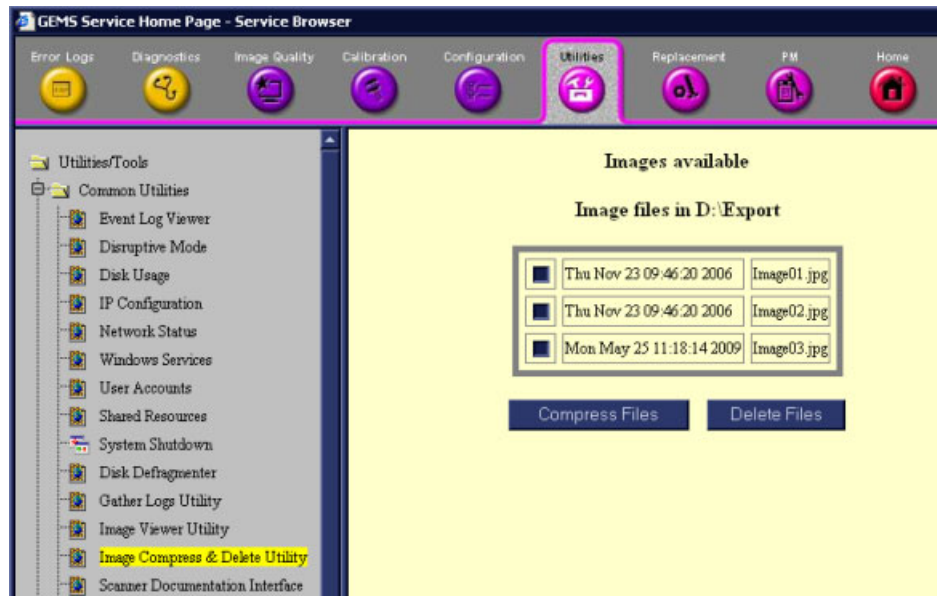 GEMS Service Home Page - Service Browser
Error Logs
Diagnostics
Image Quality
Calibration
Configuration
Utilities
Replacement
PM
Home
Utilities/Tools
Common Utilities
Event Log Viewer
Disruptive Mode
Disk Usage
IP Configuration
Network Status
Windows Services
User Accounts
Shared Resources
System Shutdown
Disk Defragmenter
Gather Logs Utility
Image Viewer Utility
Image Compress & Delete Utility
Scanner Documentation Interface
Images available
Image files in D:\Export
Thu Nov 23 09:46:20 2006 Image01.jpg
Thu Nov 23 09:46:20 2006 Image02.jpg
Mon May 25 11:18:14 2009 Image03.jpg
Compress Files
Delete Files